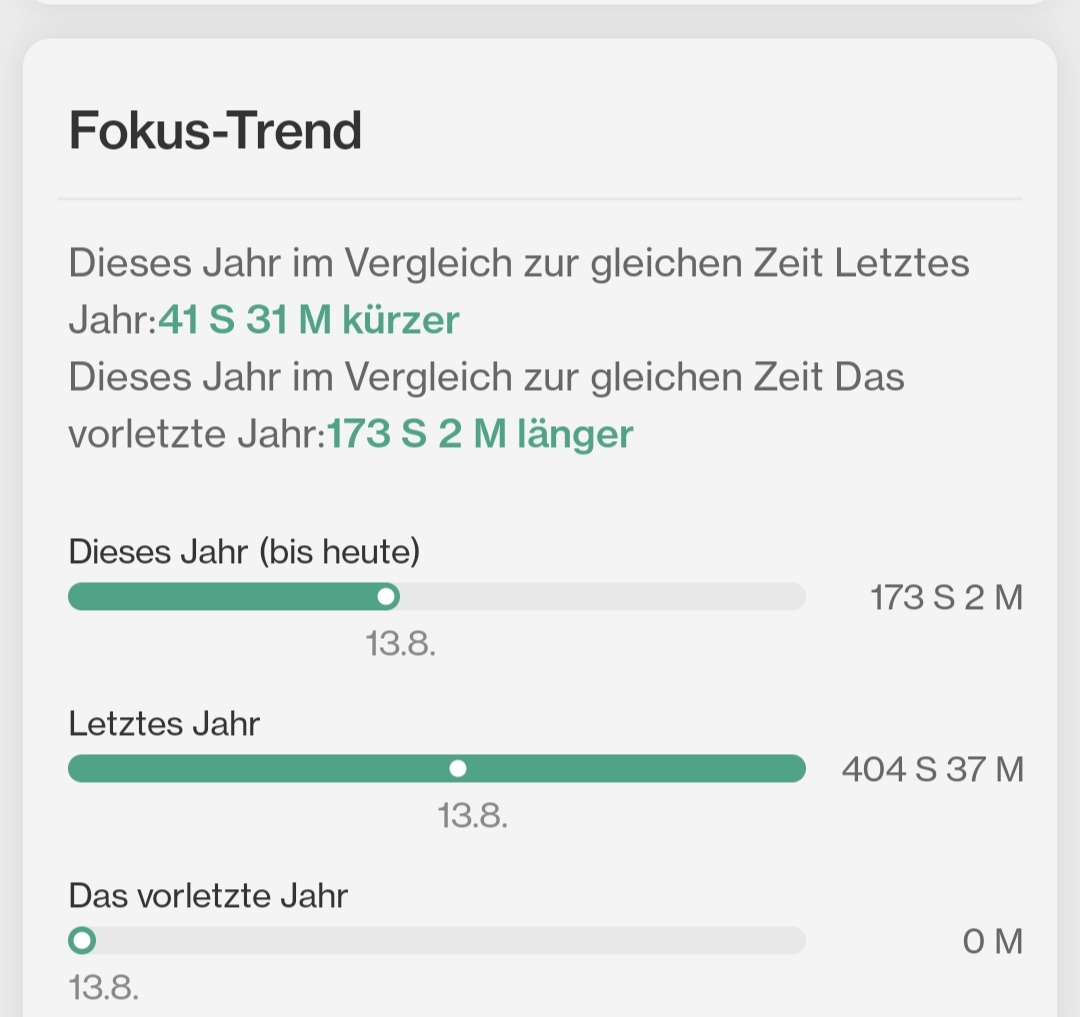 Fokus-Trend
Dieses Jahr im Vergleich zur gleichen Zeit Letztes
Jahr:41 S 31 M kürzer
Dieses Jahr im Vergleich zur gleichen Zeit Das
vorletzte Jahr:173 S 2 M länger
Dieses Jahr (bis heute)
173 S 2 M
13.8.
Letztes Jahr
404 S 37 M
13.8.
Das vorletzte Jahr
0 M
13.8.